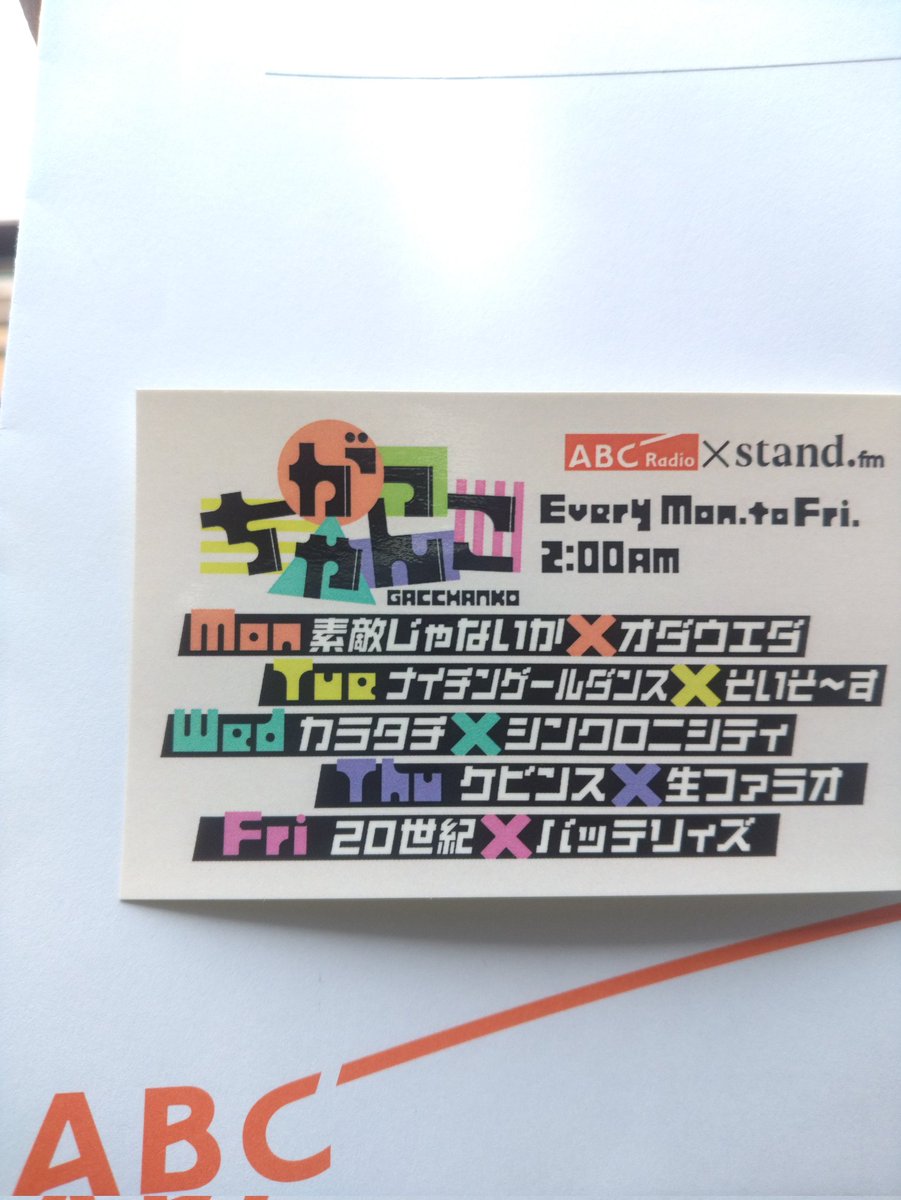 がっちゃんこ
GACCHANKO
ABC Radio×stand.fm
Every Mon.toFri.
2:00AM
Mon 素敵じゃないか×オダウエダ
Tue ナイチンゲールダンス×といと〜す
Wed カラタチ×シンクロニシティ
Thu ケビンス×生ファラオ
Fri 20世紀×バッテリィズ
ABC